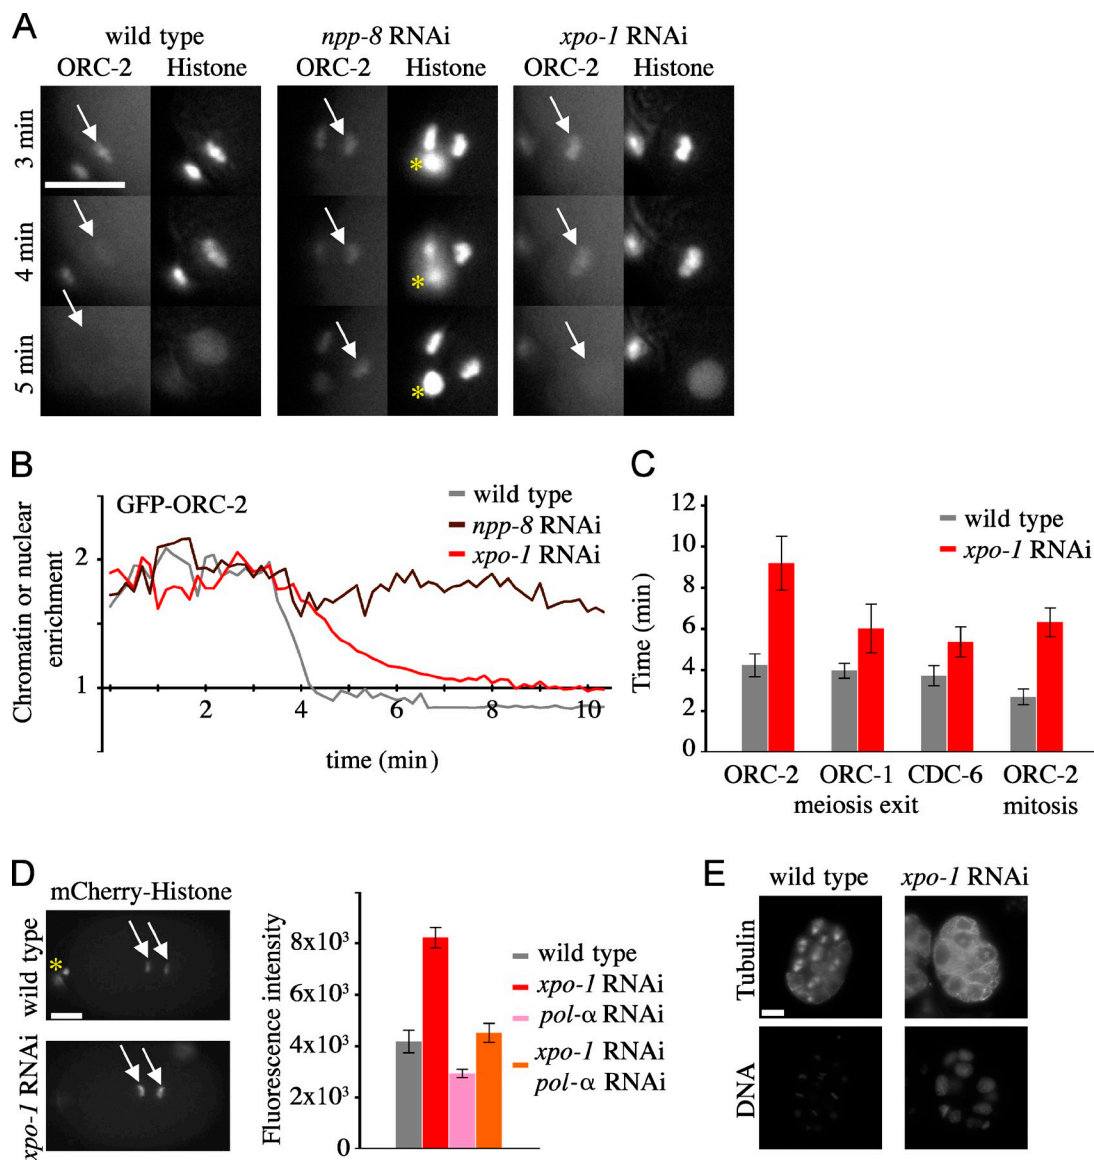 A
wild type npp-8 RNAi xpo-1 RNAi
ORC-2 Histone ORC-2 Histone ORC-2 Histone
3 min
*
4 min
*
5 min
*
B
Chromatin or nuclear
enrichment
GFP-ORC-2
wild type
npp-8 RNAi
xpo-1 RNAi
2
1
2 4 6 8 10
time (min)
C
Time (min)
12
10
8
6
4
2
0
wild type
xpo-1 RNAi
ORC-2 ORC-1 CDC-6 ORC-2
meiosis exit mitosis
D
mCherry-Histone
wild type
*
xpo-1 RNAi
Fluorescence intensity
8x10³
6x10³
4x10³
2x10³
0
wild type
xpo-1 RNAi
pol-α RNAi
xpo-1 RNAi
pol-α RNAi
E
wild type xpo-1 RNAi
Tubulin
DNA